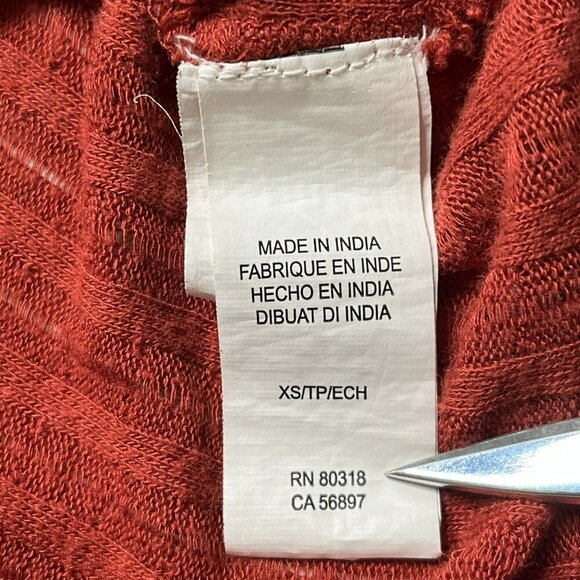 MADE IN INDIA
FABRIQUE EN INDE
HECHO EN INDIA
DIBUAT DI INDIA
XS/TP/ECH
RN 80318
CA 56897